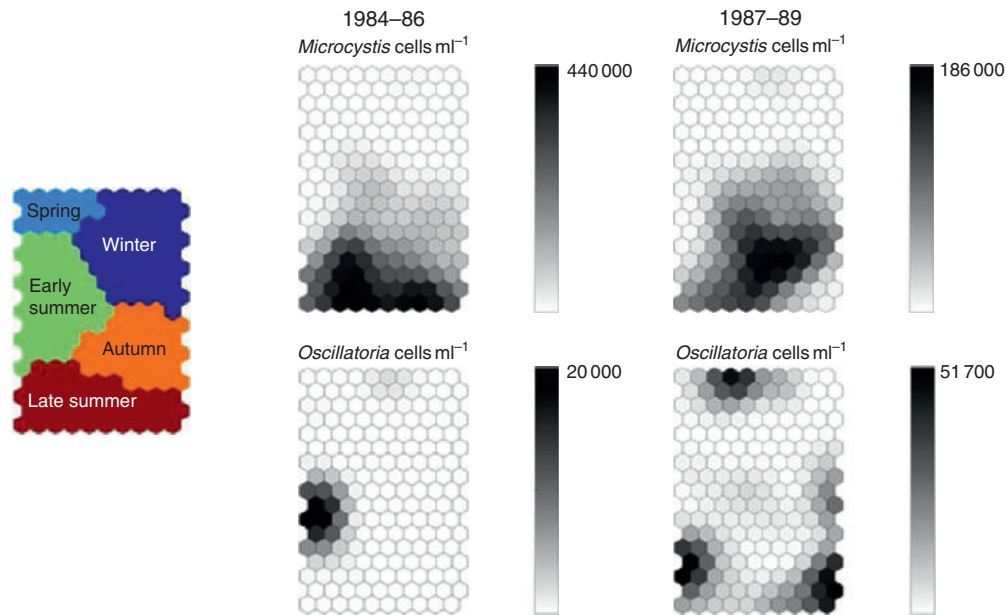 1984–86
Microcystis cells ml⁻¹
440 000
1987–89
Microcystis cells ml⁻¹
186 000
Spring
Winter
Early
summer
Autumn
Late summer
Oscillatoria cells ml⁻¹
20 000
Oscillatoria cells ml⁻¹
51 700